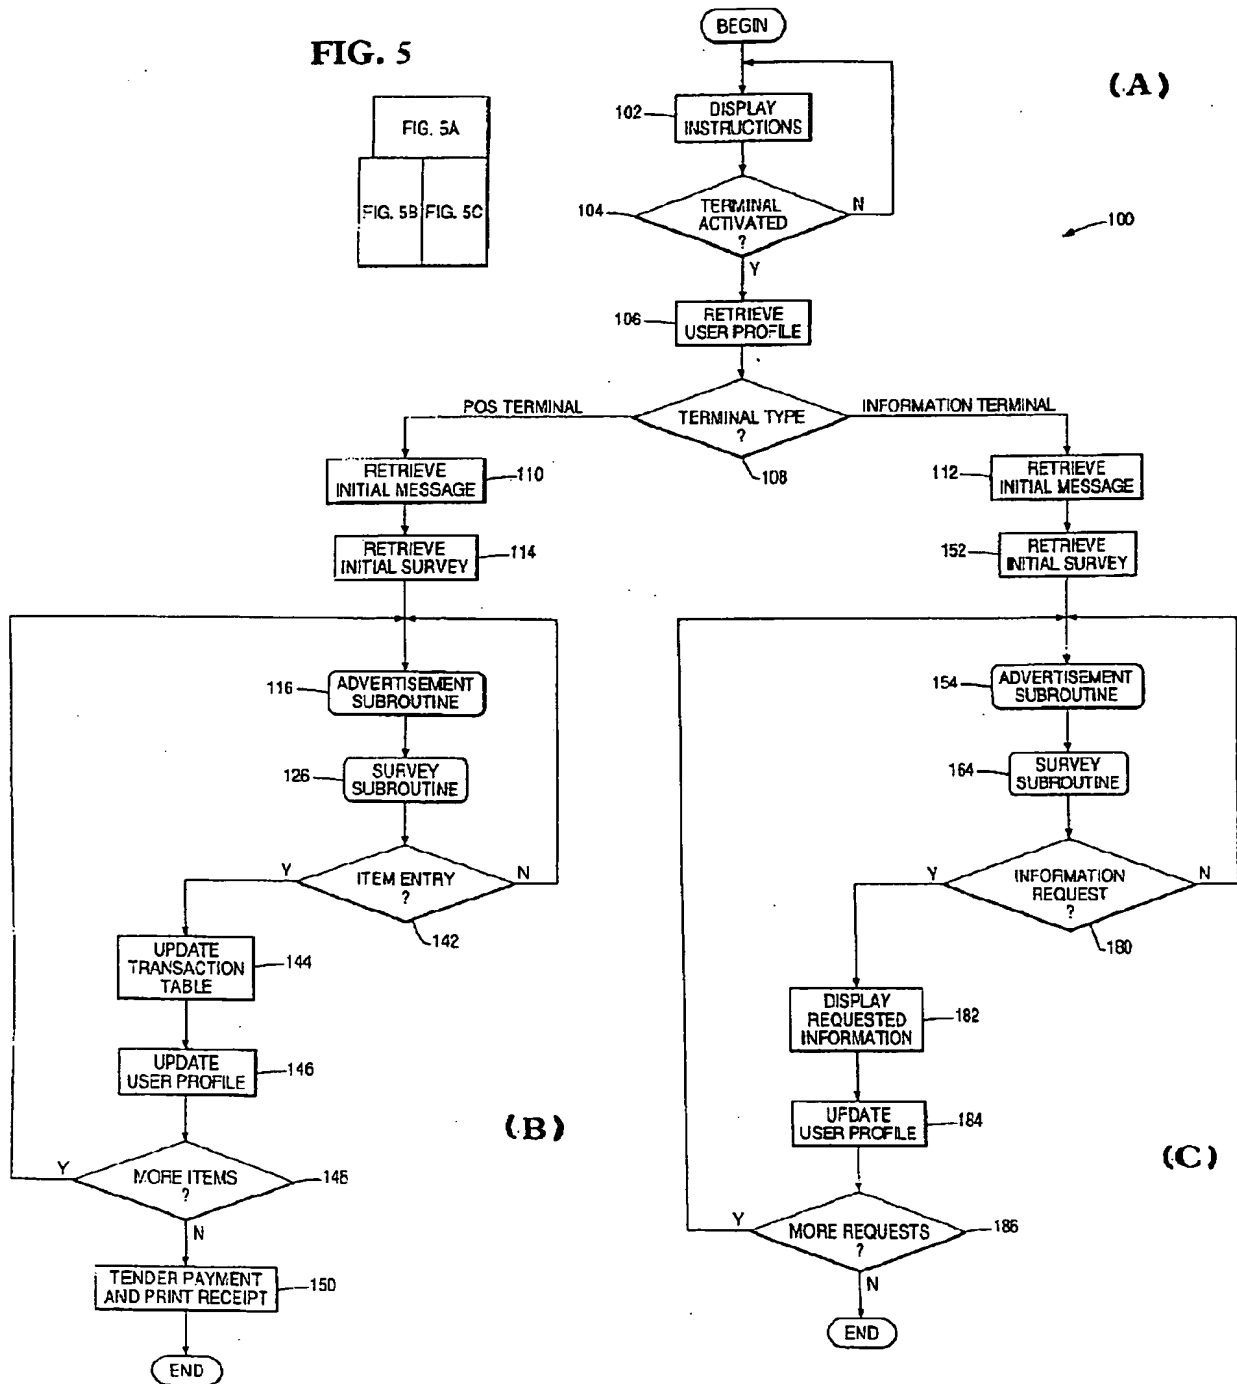 FIG. 5
BEGIN
(A)
FIG. 5A
FIG. 5B
FIG. 5C
102
DISPLAY
INSTRUCTIONS
104
TERMINAL
ACTIVATED
?
N
Y
100
106
RETRIEVE
USER PROFILE
POS TERMINAL
TERMINAL TYPE
?
INFORMATION TERMINAL
108
RETRIEVE
INITIAL MESSAGE
110
RETRIEVE
INITIAL SURVEY
114
116
ADVERTISEMENT
SUBROUTINE
126
SURVEY
SUBROUTINE
Y
ITEM ENTRY
?
N
142
UPDATE
TRANSACTION
TABLE
144
UPDATE
USER PROFILE
146
(B)
Y
MORE ITEMS
?
148
N
TENDER PAYMENT
AND PRINT RECEIPT
150
END
112
RETRIEVE
INITIAL MESSAGE
152
RETRIEVE
INITIAL SURVEY
154
ADVERTISEMENT
SUBROUTINE
164
SURVEY
SUBROUTINE
Y
INFORMATION
REQUEST
?
N
180
DISPLAY
REQUESTED
INFORMATION
182
UPDATE
USER PROFILE
184
(C)
Y
MORE REQUESTS
?
186
N
END